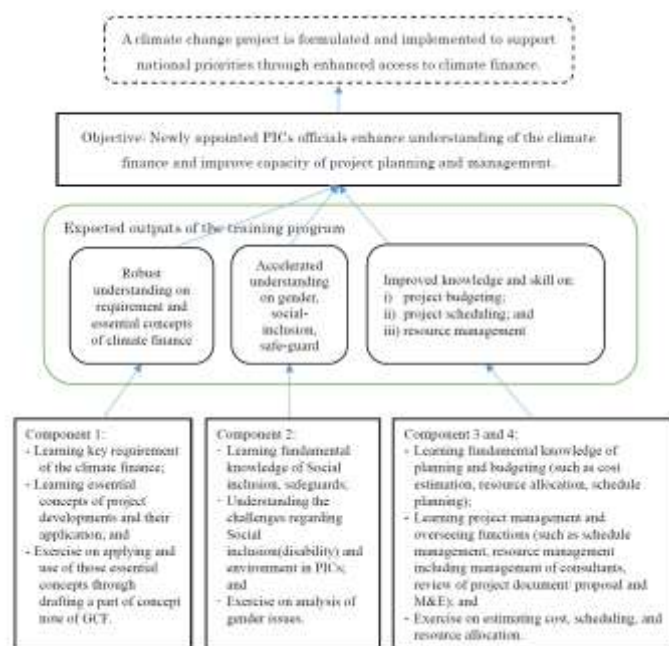 A climate change project is formulated and implemented to support
national priorities through enhanced access to climate finance.
Objective: Newly appointed PICs officials enhance understanding of the climate
finance and improve capacity of project planning and management.
Expected outputs of the training program
Robust
understanding on
requirement and
essential concepts
of climate finance
Accelerated
understanding
on gender,
social-
inclusion,
safe-guard
Improved knowledge and skill on;
i) project budgeting;
ii) project scheduling; and
iii) resource management
Component 1:
- Learning key requirement
of the climate finance;
- Learning essential
concepts of project
developments and their
application; and
- Exercise on applying and
use of those essential
concepts through
drafting a part of concept
note of GCF.
Component 2:
- Learning fundamental
knowledge of Social
inclusion, safeguards;
- Understanding the
challenges regarding
Social
inclusion(disability) and
environment in PICs;
and
- Exercise on analysis of
gender issues.
Component 3 and 4:
- Learning fundamental knowledge of
planning and budgeting (such as cost
estimation, resource allocation, schedule
planning);
- Learning project management and
overseeing functions (such as schedule
management, resource management
including management of consultants,
review of project document/ proposal and
M&E); and
- Exercise on estimating cost, scheduling, and
resource allocation.